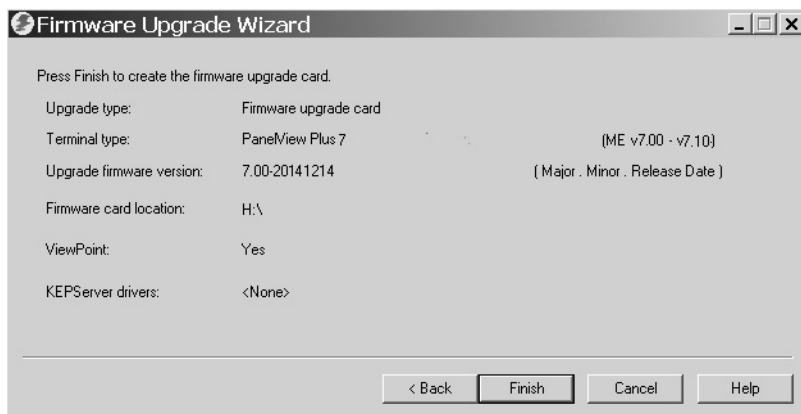 Firmware Upgrade Wizard
Press Finish to create the firmware upgrade card.
Upgrade type: Firmware upgrade card
Terminal type: PanelView Plus 7 (ME v7.00 - v7.10)
Upgrade firmware version: 7.00-20141214 ( Major . Minor . Release Date )
Firmware card location: H:\
ViewPoint: Yes
KEPServer drivers: <None>
< Back Finish Cancel Help